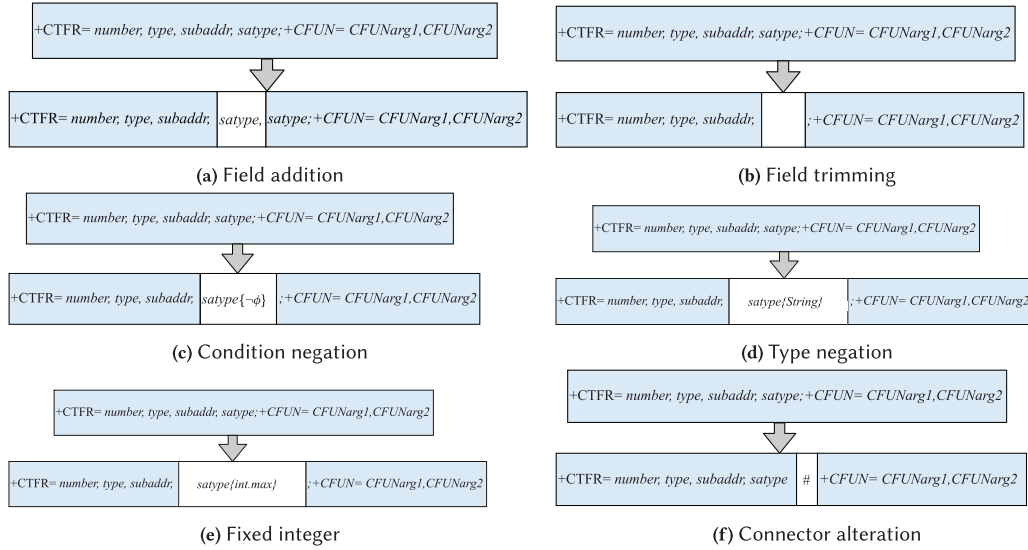 +CTFR= number, type, subaddr, satype;+CFUN= CFUNarg1,CFUNarg2
+CTFR= number, type, subaddr, satype, satype;+CFUN= CFUNarg1,CFUNarg2
(a) Field addition
+CTFR= number, type, subaddr, satype;+CFUN= CFUNarg1,CFUNarg2
+CTFR= number, type, subaddr, ;+CFUN= CFUNarg1,CFUNarg2
(b) Field trimming
+CTFR= number, type, subaddr, satype;+CFUN= CFUNarg1,CFUNarg2
+CTFR= number, type, subaddr, satype{¬ϕ} ;+CFUN= CFUNarg1,CFUNarg2
(c) Condition negation
+CTFR= number, type, subaddr, satype;+CFUN= CFUNarg1,CFUNarg2
+CTFR= number, type, subaddr, satype{String} ;+CFUN= CFUNarg1,CFUNarg2
(d) Type negation
+CTFR= number, type, subaddr, satype;+CFUN= CFUNarg1,CFUNarg2
+CTFR= number, type, subaddr, satype{int.max} ;+CFUN= CFUNarg1,CFUNarg2
(e) Fixed integer
+CTFR= number, type, subaddr, satype;+CFUN= CFUNarg1,CFUNarg2
+CTFR= number, type, subaddr, satype # +CFUN= CFUNarg1,CFUNarg2
(f) Connector alteration